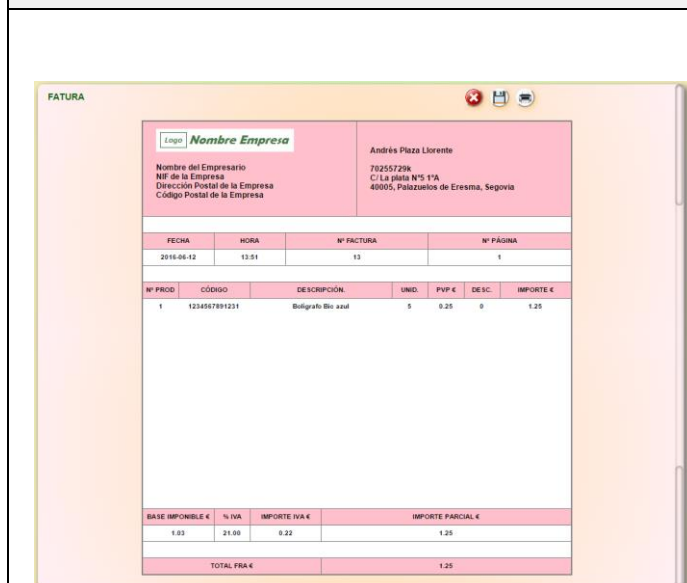 FATURA
Logo Nombre Empresa
Nombre del Empresario
NIF de la Empresa
Dirección Postal de la Empresa
Código Postal de la Empresa
Andrés Plaza Llorente
70255729k
C/ La plata Nº5 1ºA
40005, Palazuelos de Eresma, Segovia
FECHA HORA Nº FACTURA Nº PÁGINA
2016-06-12 13:51 13 1
Nº PROD CÓDIGO DESCRIPCIÓN. UNID. PVP € DESC. IMPORTE €
1 1234567891231 Boligrafo Bic azul 5 0.25 0 1.25
BASE IMPONIBLE € % IVA IMPORTE IVA € IMPORTE PARCIAL €
1.03 21.00 0.22 1.25
TOTAL FRA € 1.25